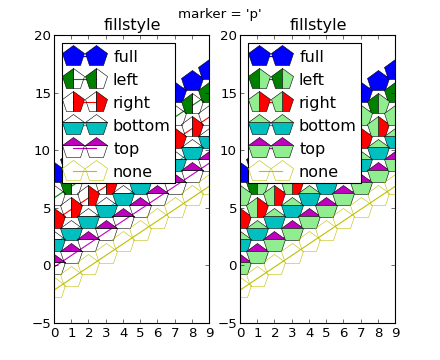 marker = 'p'
fillstyle
fillstyle
full
left
right
bottom
top
none
full
left
right
bottom
top
none
20
15
10
5
0
−5
0 1 2 3 4 5 6 7 8 9
20
15
10
5
0
−5
0 1 2 3 4 5 6 7 8 9